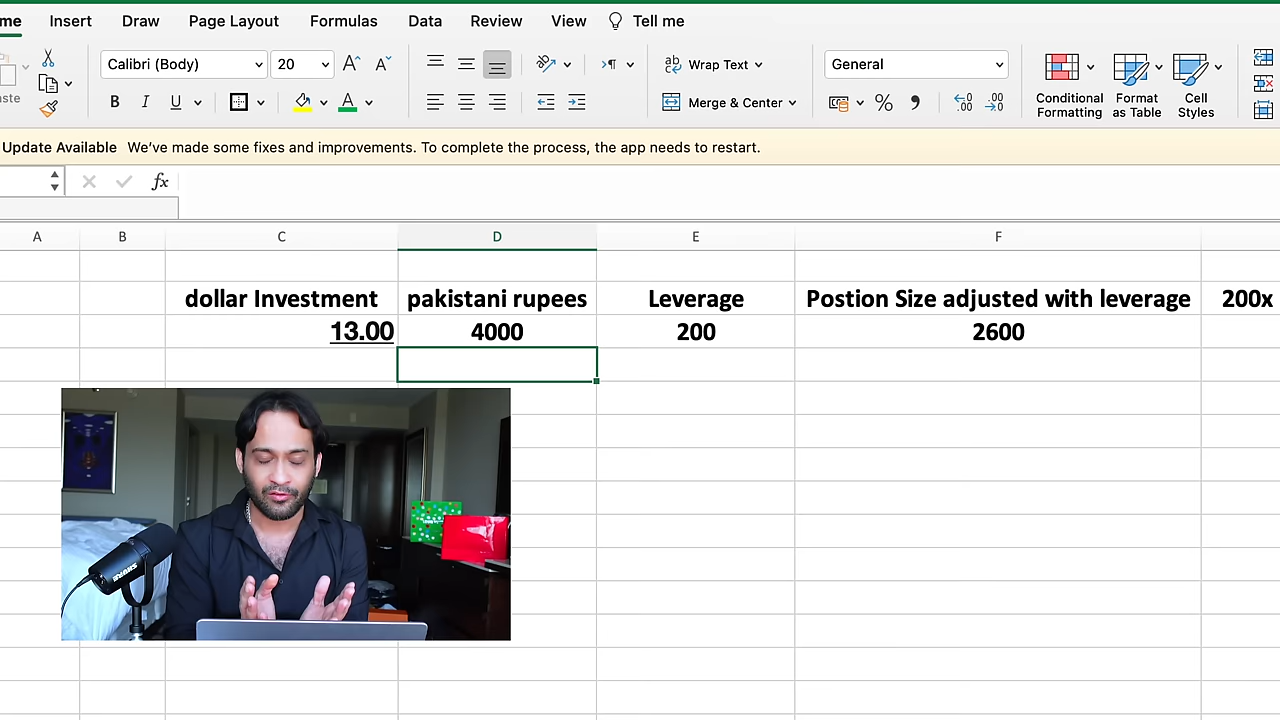 me Insert Draw Page Layout Formulas Data Review View Tell me
Calibri (Body) 20 A^ A˅ ab Wrap Text General
aste B I U A Merge & Center % , Conditional Formatting Format as Table Cell Styles
Update Available We've made some fixes and improvements. To complete the process, the app needs to restart.
fx
A B C D E F
dollar Investment pakistani rupees Leverage Postion Size adjusted with leverage 200x
13.00 4000 200 2600
SHURE